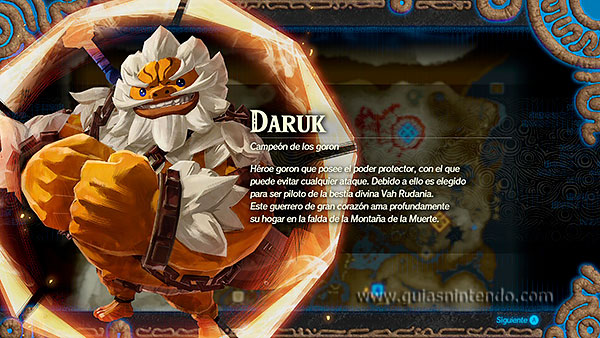 DARUK
Campeón de los goron
Héroe goron que posee el poder protector, con el que
puede evitar cualquier ataque. Debido a ello es elegido
para ser piloto de la bestia divina Vah Rudania.
Este guerrero de gran corazón ama profundamente
su hogar en la falda de la Montaña de la Muerte.
www.guiasnintendo.com
Siguiente A